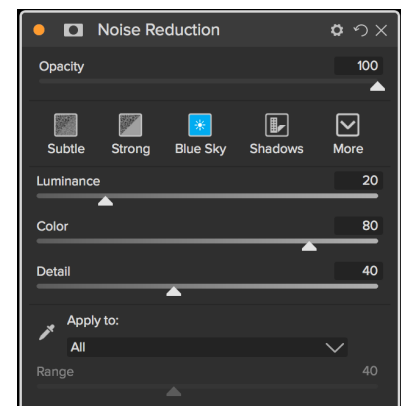 Noise Reduction
Opacity 100
Subtle Strong Blue Sky Shadows More
Luminance 20
Color 80
Detail 40
Apply to:
All
Range 40